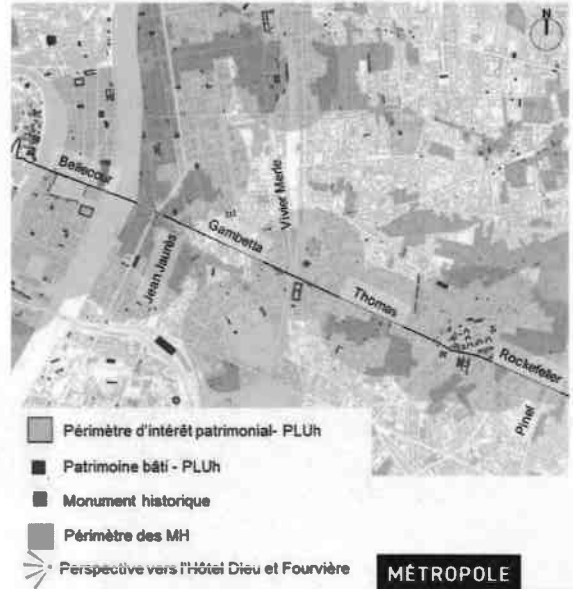 N
Bellecour
Vivier Merle
Gambetta
Jean Jaurès
Thomas
Rockefeller
Pinel
Périmètre d'intérêt patrimonial- PLUh
Patrimoine bâti - PLUh
Monument historique
Périmètre des MH
Perspective vers l'Hôtel Dieu et Fourvière
MÉTROPOLE